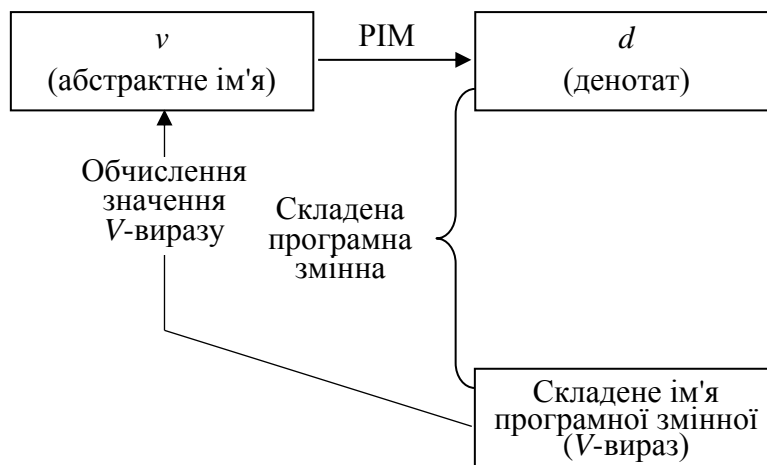 v
(абстрактне ім'я)
РІМ
d
(денотат)
Обчислення
значення
V-виразу
Складена
програмна
змінна
Складене ім'я
програмної змінної
(V-вираз)